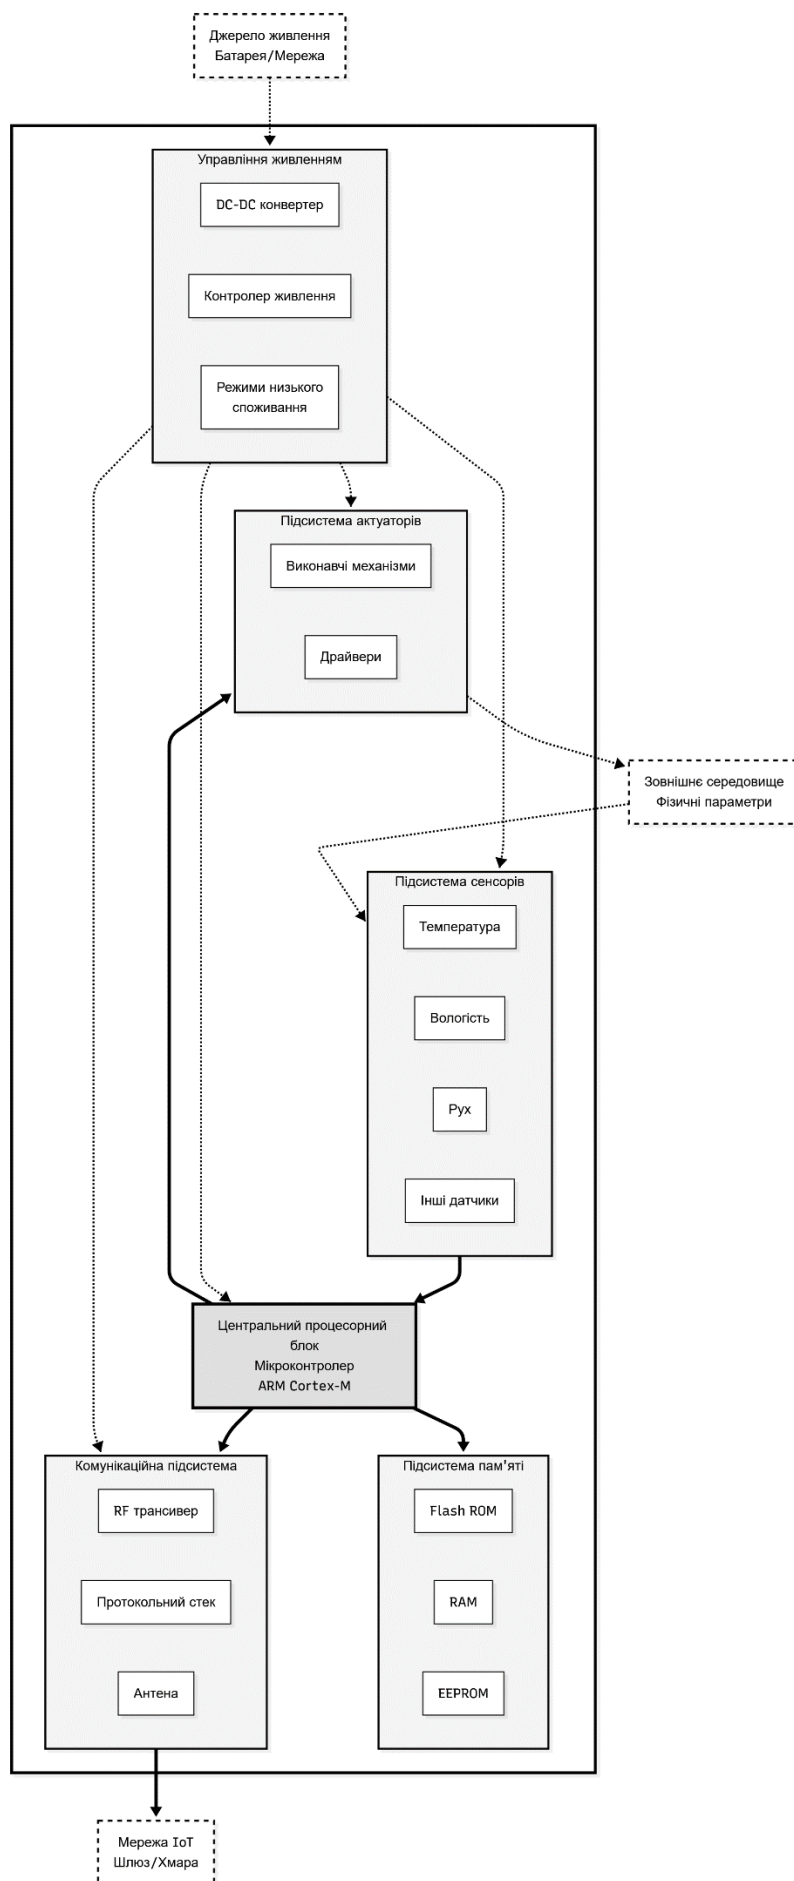 Джерело живлення
Батарея/Мережа
Управління живленням
DC-DC конвертер
Контролер живлення
Режими низького
споживання
Підсистема актуаторів
Виконавчі механізми
Драйвери
Зовнішнє середовище
Фізичні параметри
Підсистема сенсорів
Температура
Вологість
Рух
Інші датчики
Центральний процесорний
блок
Мікроконтролер
ARM Cortex-M
Комунікаційна підсистема
RF трансивер
Протокольний стек
Антена
Підсистема пам'яті
Flash ROM
RAM
EEPROM
Мережа IoT
Шлюз/Хмара